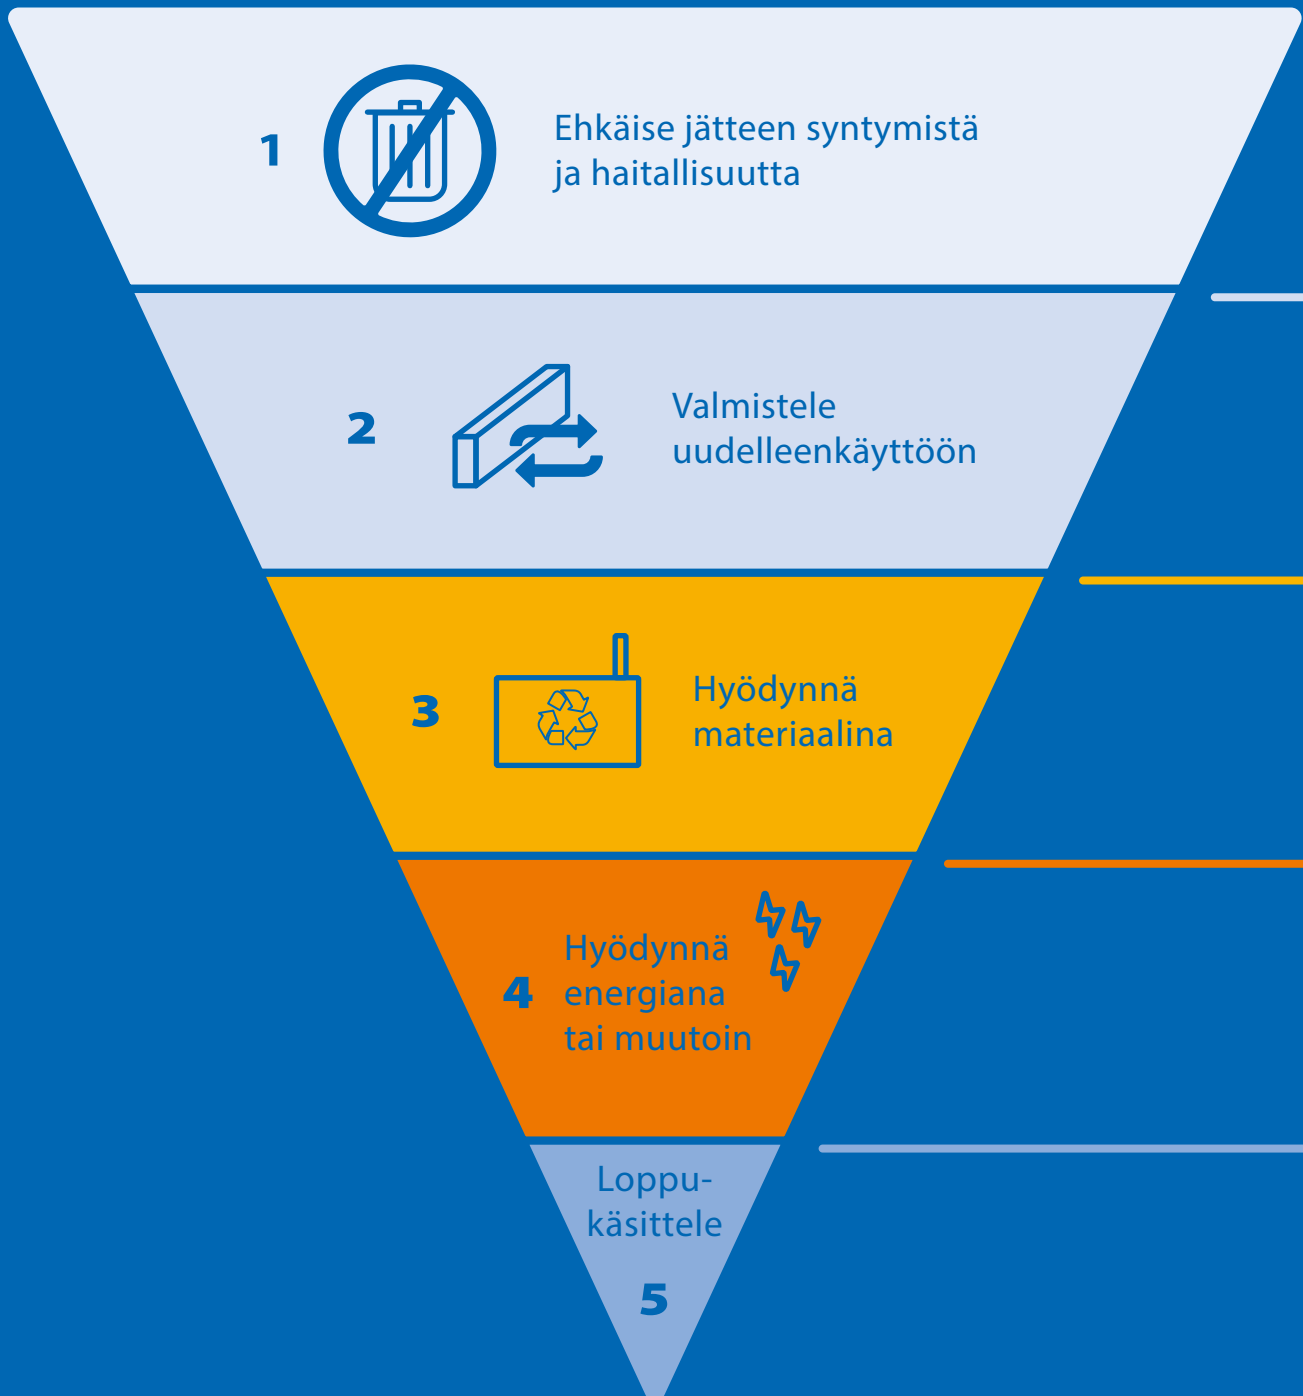 1
Ehkäise jätteen syntymistä
ja haitallisuutta
2
Valmistele
uudelleenkäyttöön
3
Hyödynnä
materiaalina
4
Hyödynnä
energiana
tai muutoin
Loppu-
käsittele
5